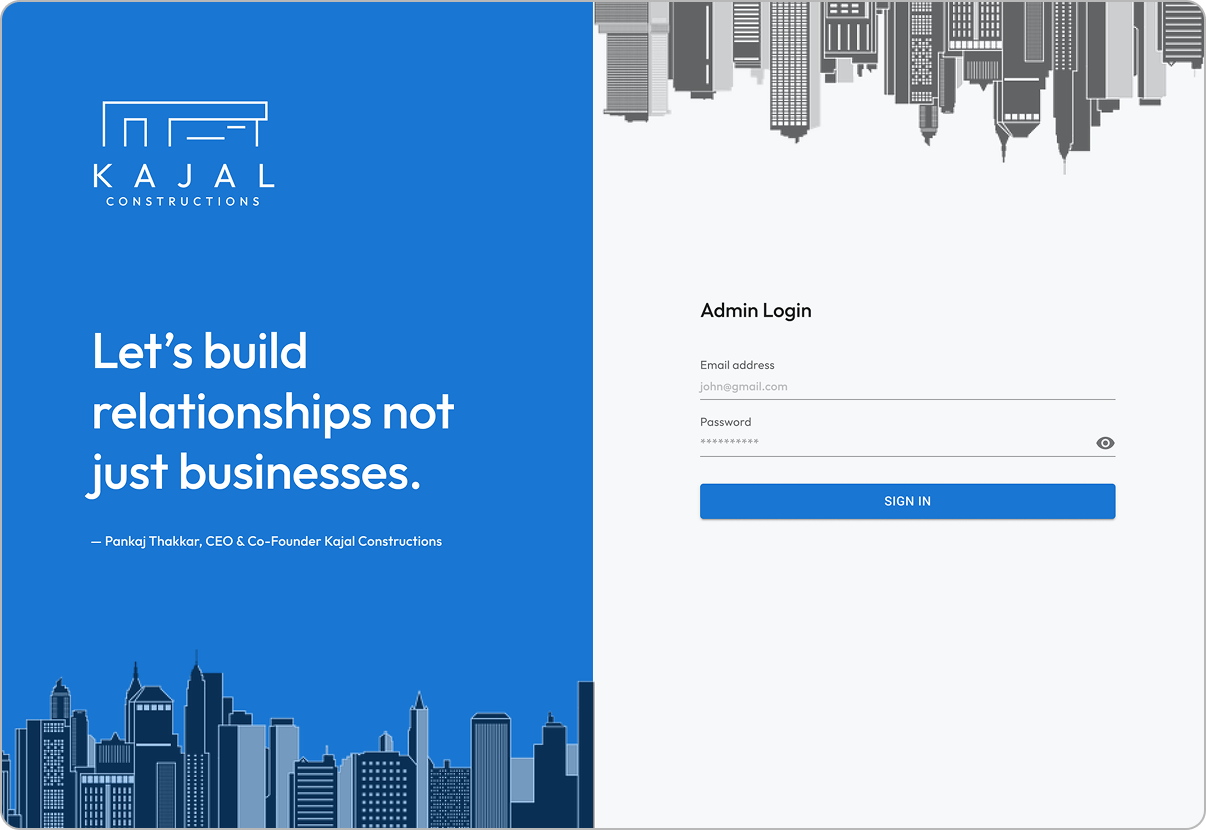 KAJAL
CONSTRUCTIONS
Let’s build
relationships not
just businesses.
— Pankaj Thakkar, CEO & Co-Founder Kajal Constructions
Admin Login
Email address
john@gmail.com
Password
**********
SIGN IN